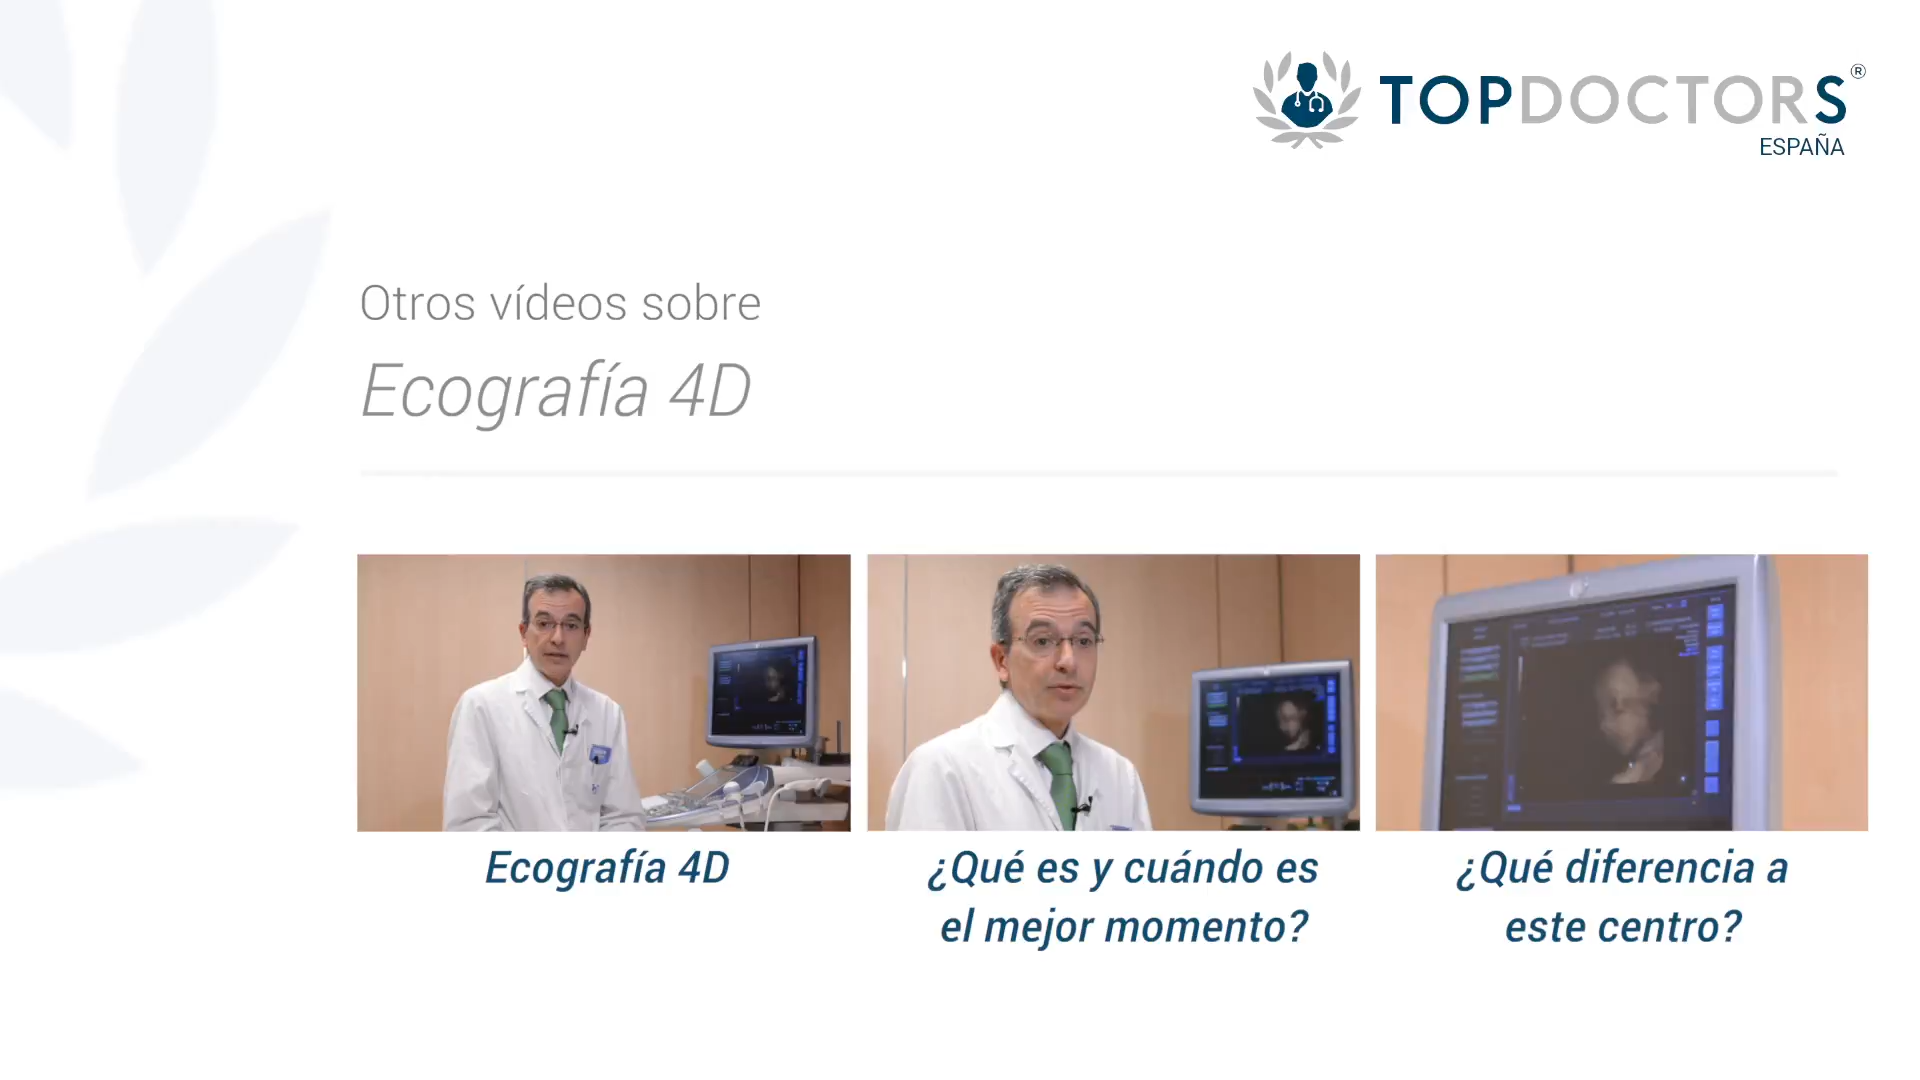 TOPDOCTORS®
ESPAÑA
Otros vídeos sobre
Ecografía 4D
Ecografía 4D
¿Qué es y cuándo es
el mejor momento?
¿Qué diferencia a
este centro?